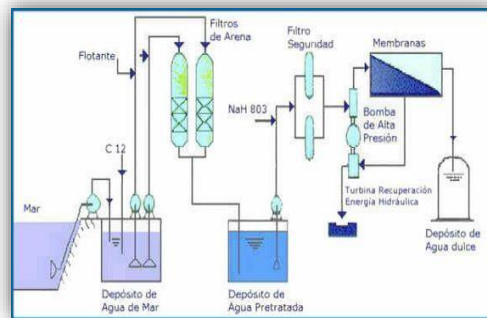 Filtros
de Arena
Flotante
C 12
Mar
Depósito de
Agua de Mar
NaH 803
Filtro
Seguridad
Membranas
Bomba
de Alta
Presión
Turbina Recuperación
Energía Hidráulica
Depósito de
Agua Pretratada
Depósito de
Agua dulce